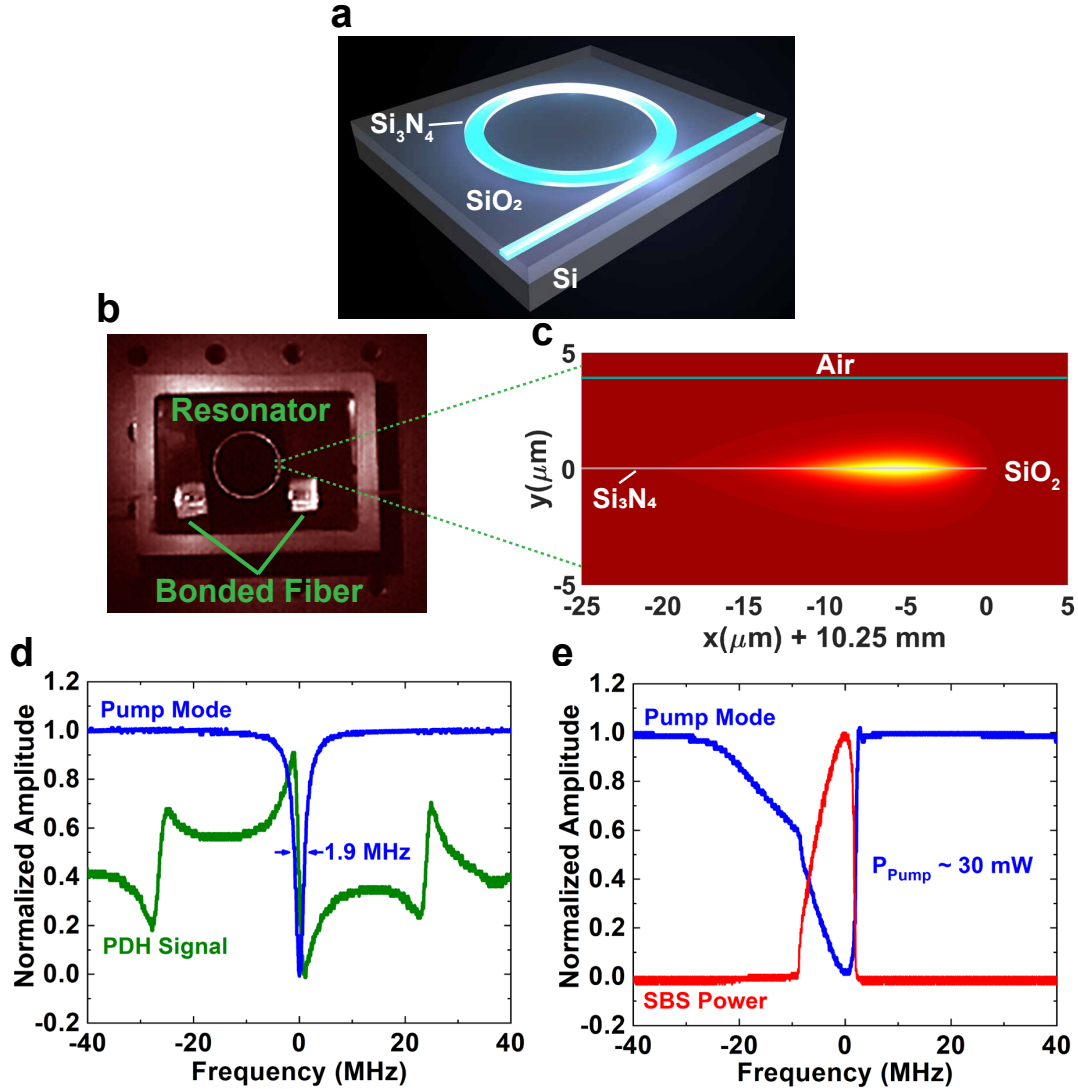 a
Si₃N₄
SiO₂
Si
b
Resonator
Bonded Fiber
c
5
0
-5
y(μm)
Air
Si₃N₄
SiO₂
-25 -20 -15 -10 -5 0 5
x(μm) + 10.25 mm
d
1.2
1.0
0.8
0.6
0.4
0.2
0.0
-0.2
Normalized Amplitude
Pump Mode
1.9 MHz
PDH Signal
-40 -20 0 20 40
Frequency (MHz)
e
1.2
1.0
0.8
0.6
0.4
0.2
0.0
-0.2
Normalized Amplitude
Pump Mode
P_Pump ~ 30 mW
SBS Power
-40 -20 0 20 40
Frequency (MHz)